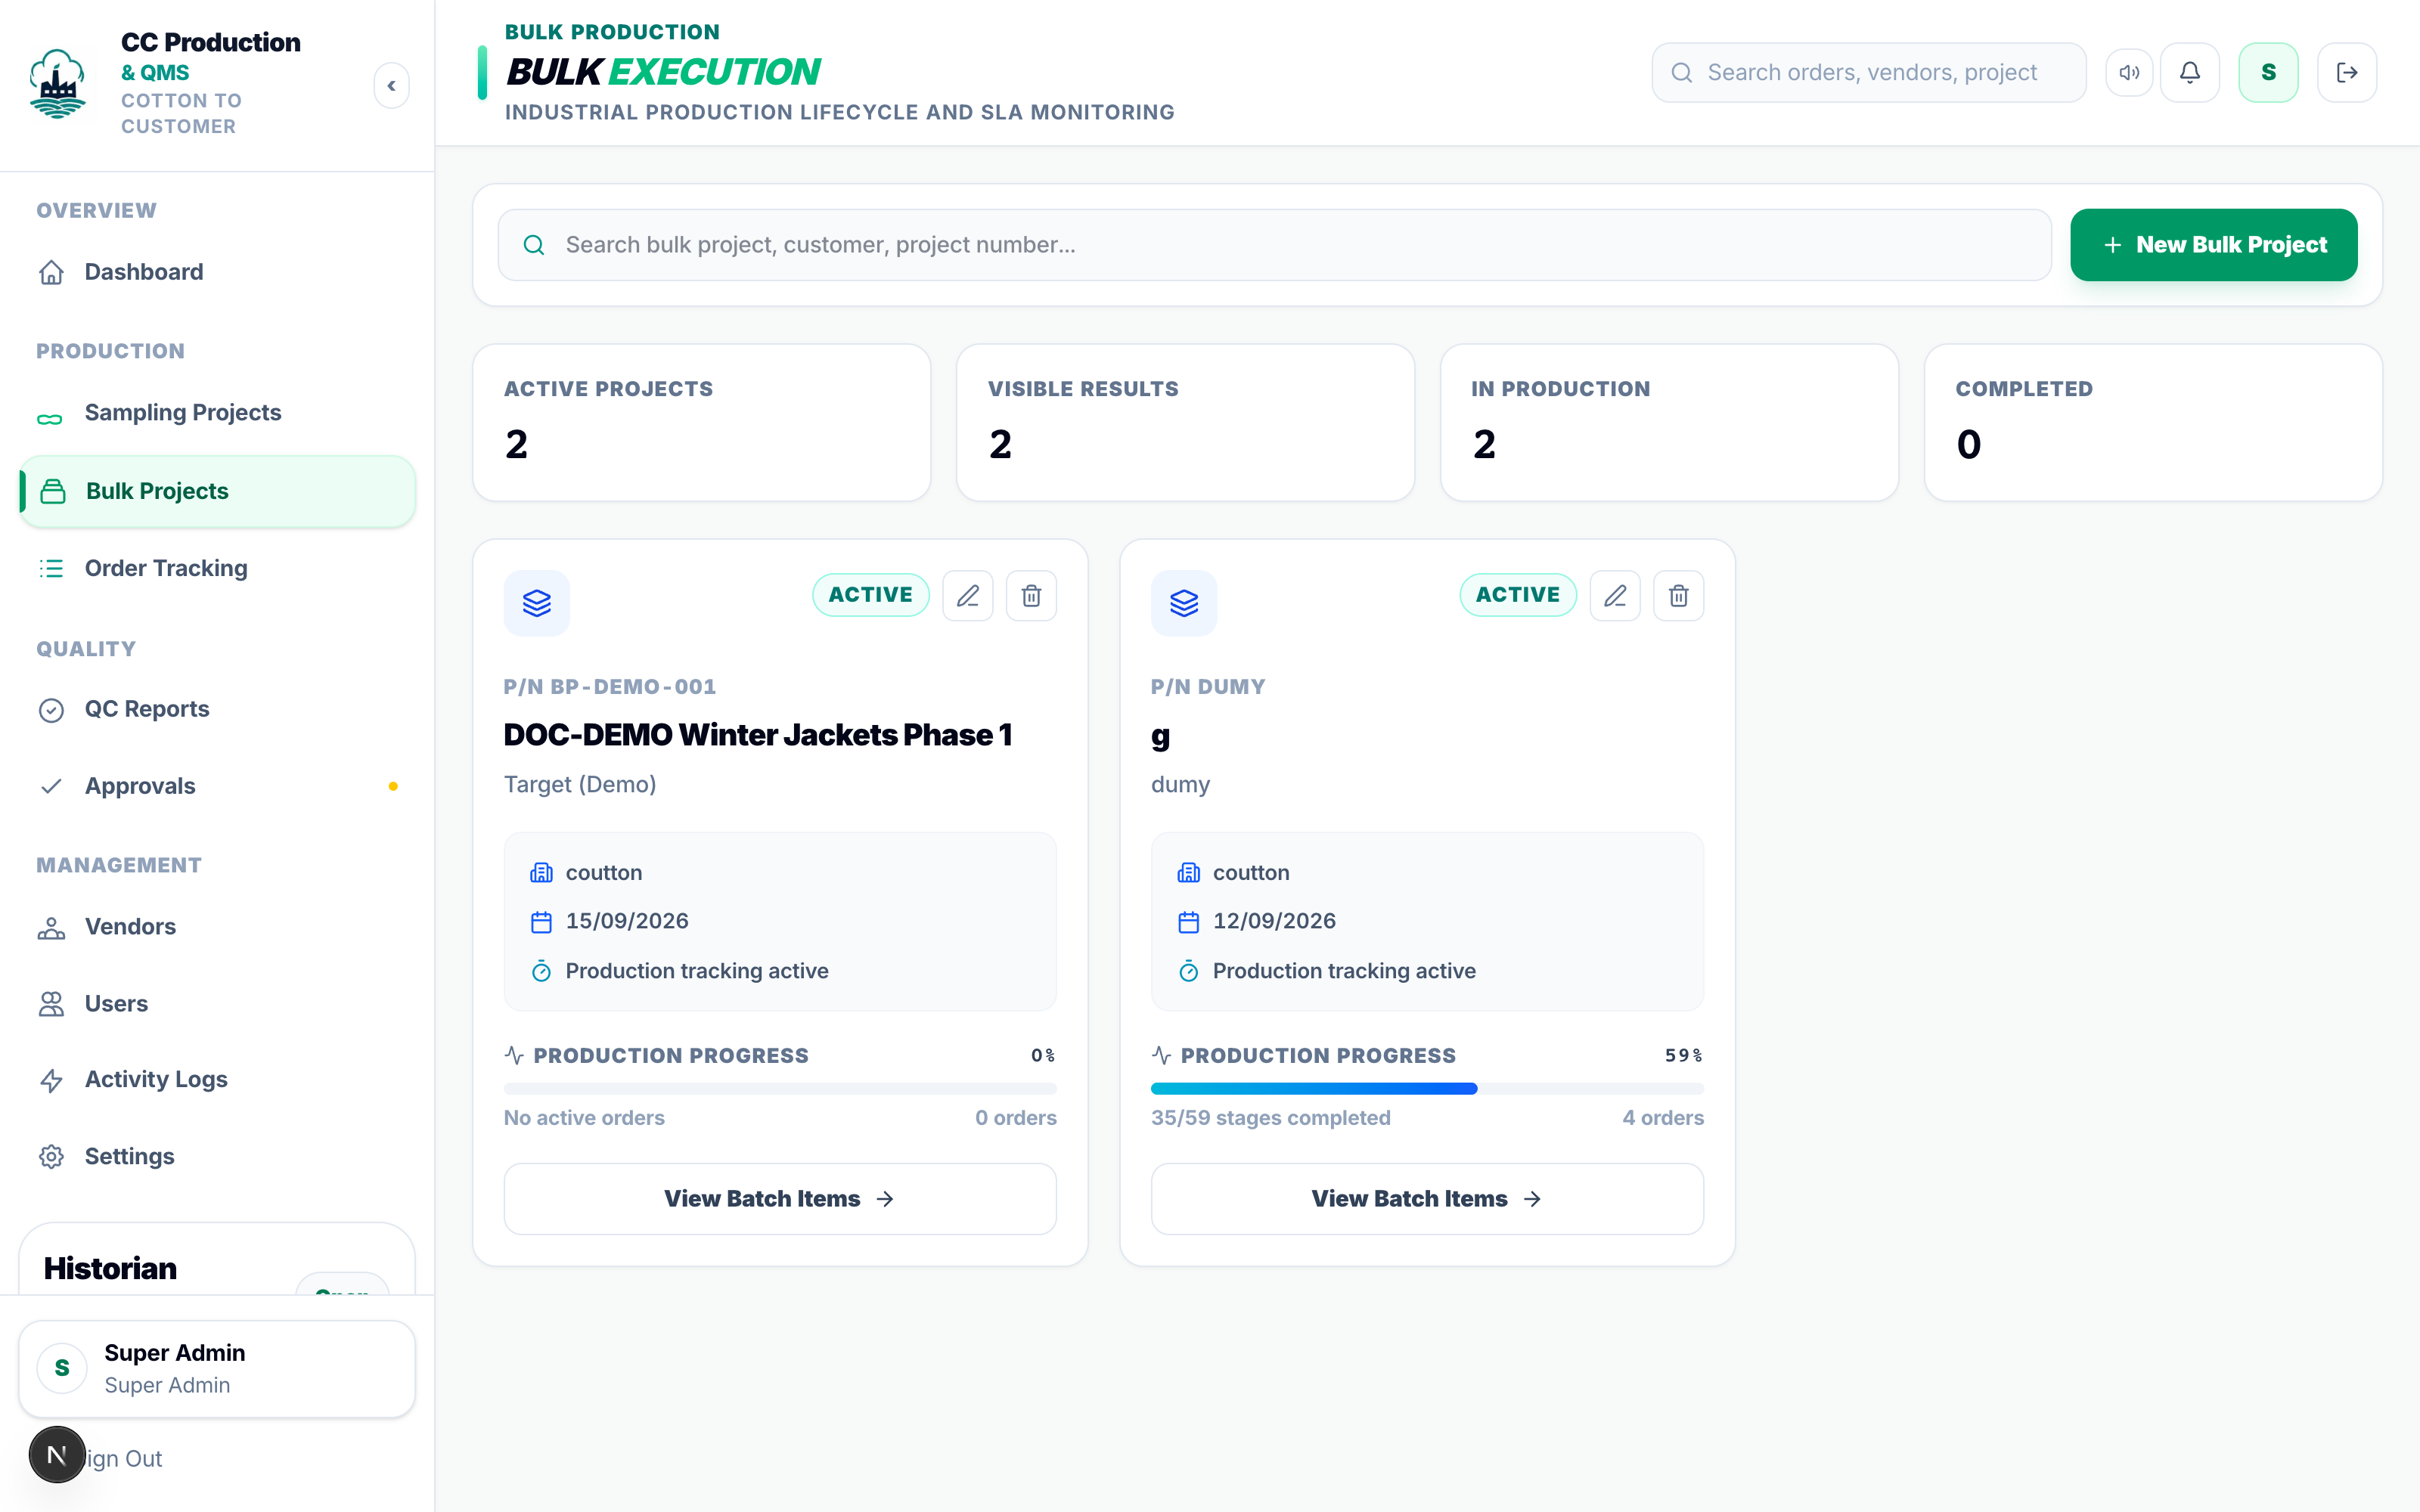 CC Production
& QMS
COTTON TO
CUSTOMER
OVERVIEW
Dashboard
PRODUCTION
Sampling Projects
Bulk Projects
Order Tracking
QUALITY
QC Reports
Approvals
MANAGEMENT
Vendors
Users
Activity Logs
Settings
Historian
S
Super Admin
Super Admin
N
ign Out
BULK PRODUCTION
BULK EXECUTION
INDUSTRIAL PRODUCTION LIFECYCLE AND SLA MONITORING
Search orders, vendors, project
S
Search bulk project, customer, project number...
+ New Bulk Project
ACTIVE PROJECTS
2
VISIBLE RESULTS
2
IN PRODUCTION
2
COMPLETED
0
ACTIVE
P/N BP-DEMO-001
DOC-DEMO Winter Jackets Phase 1
Target (Demo)
coutton
15/09/2026
Production tracking active
PRODUCTION PROGRESS 0%
No active orders 0 orders
View Batch Items →
ACTIVE
P/N DUMY
g
dumy
coutton
12/09/2026
Production tracking active
PRODUCTION PROGRESS 59%
35/59 stages completed 4 orders
View Batch Items →